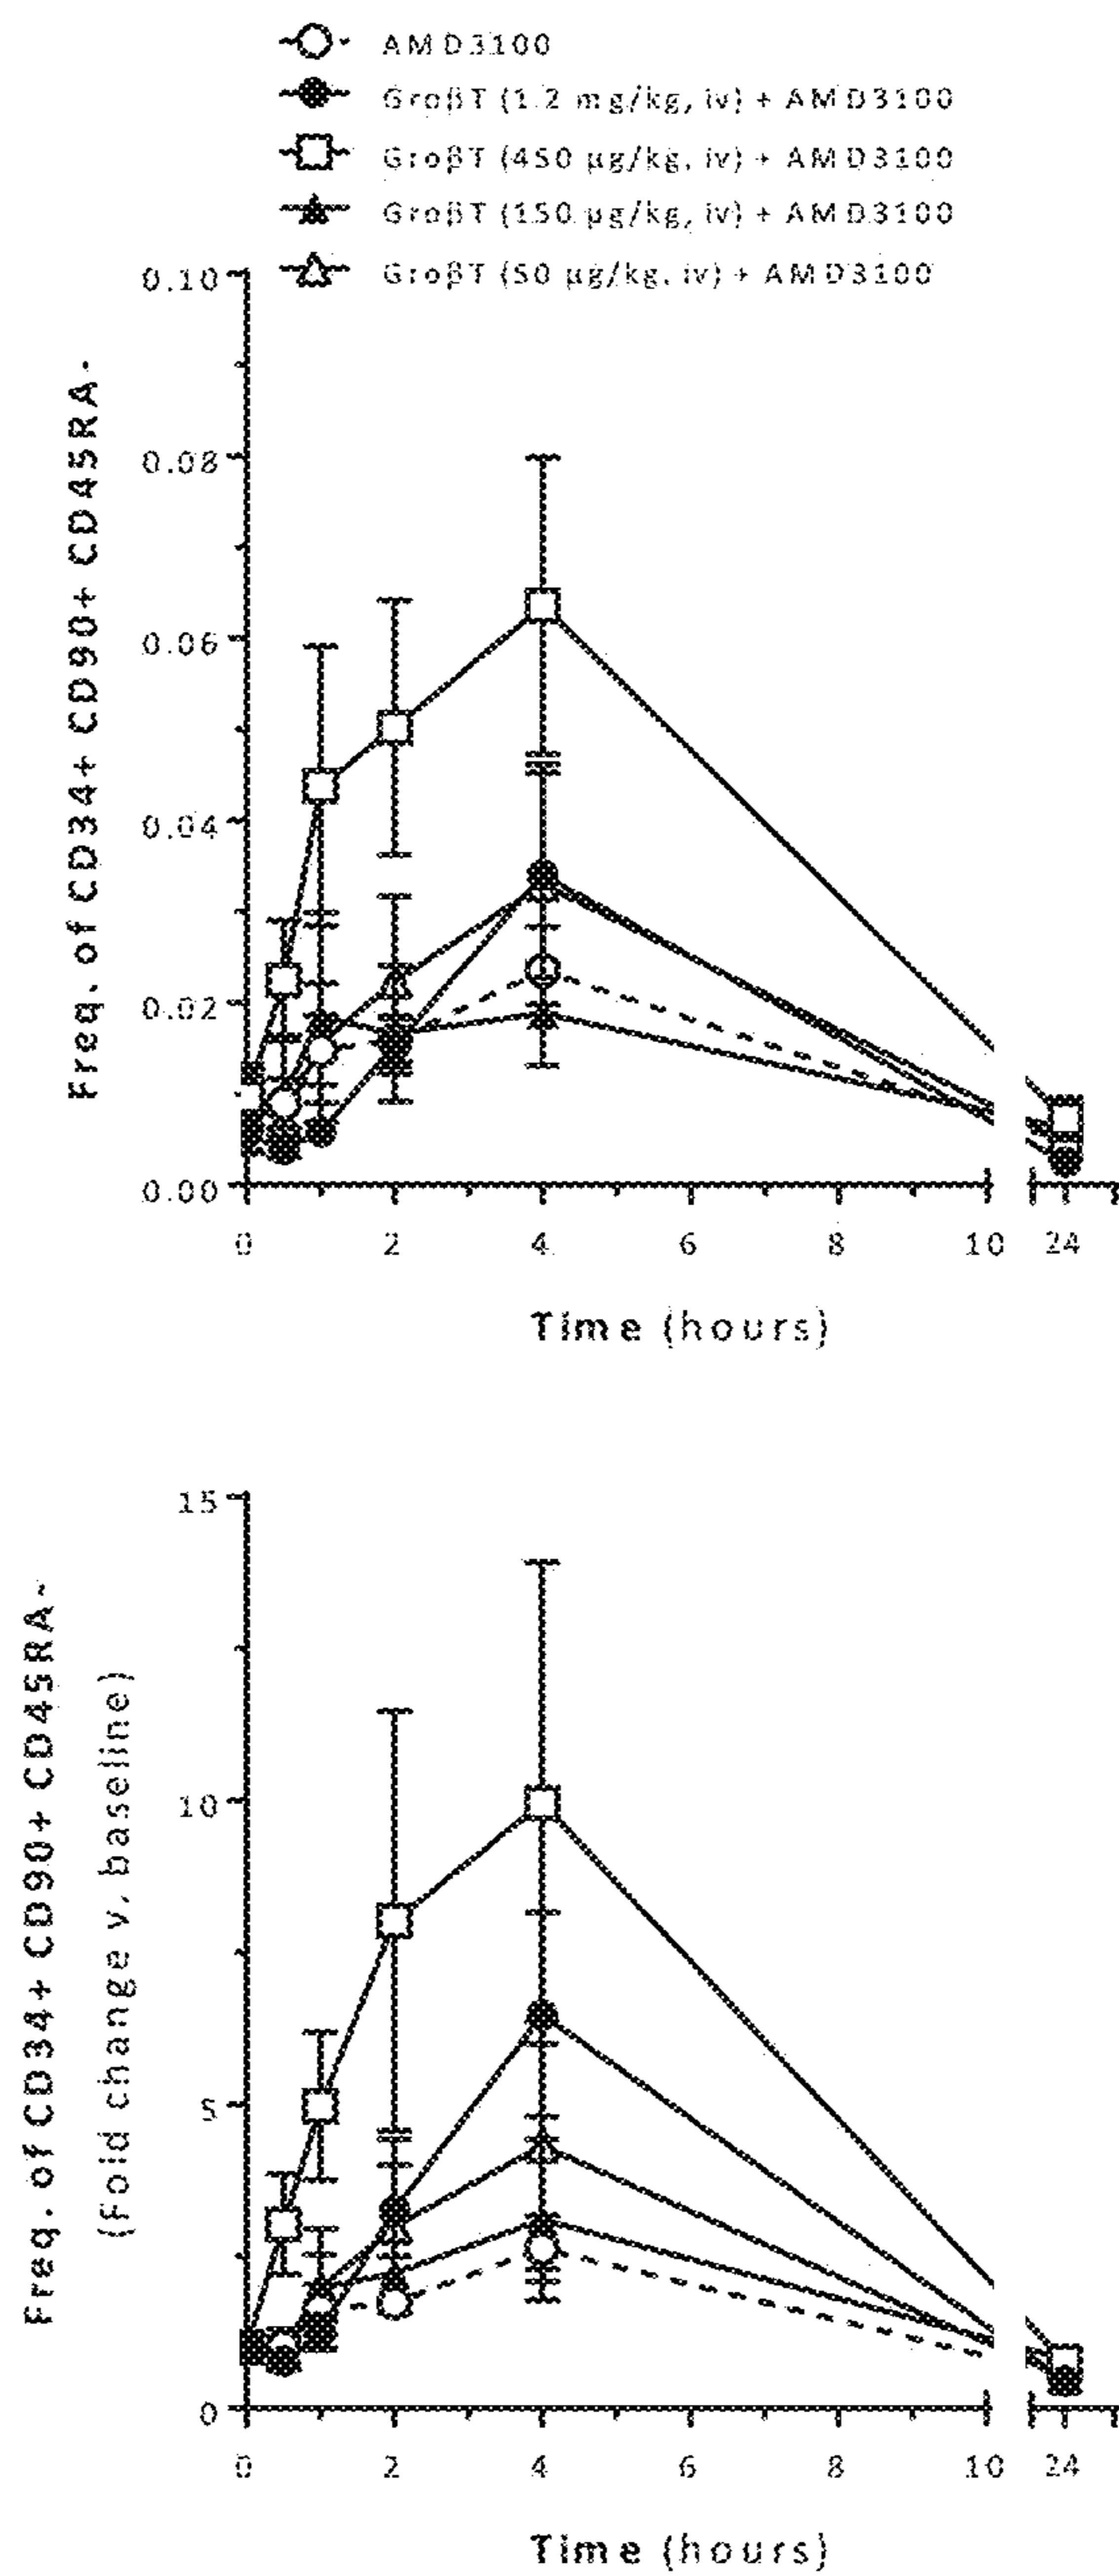 AMD3100
GroβT (1.2 mg/kg, iv) + AMD3100
GroβT (450 µg/kg, iv) + AMD3100
GroβT (150 µg/kg, iv) + AMD3100
GroβT (50 µg/kg, iv) + AMD3100
Freq. of CD34+ CD90+ CD45RA-
0.10
0.08
0.06
0.04
0.02
0.00
0 2 4 6 8 10 24
Time (hours)
Freq. of CD34+ CD90+ CD45RA-
(Fold change v. baseline)
15
10
5
0
0 2 4 6 8 10 24
Time (hours)